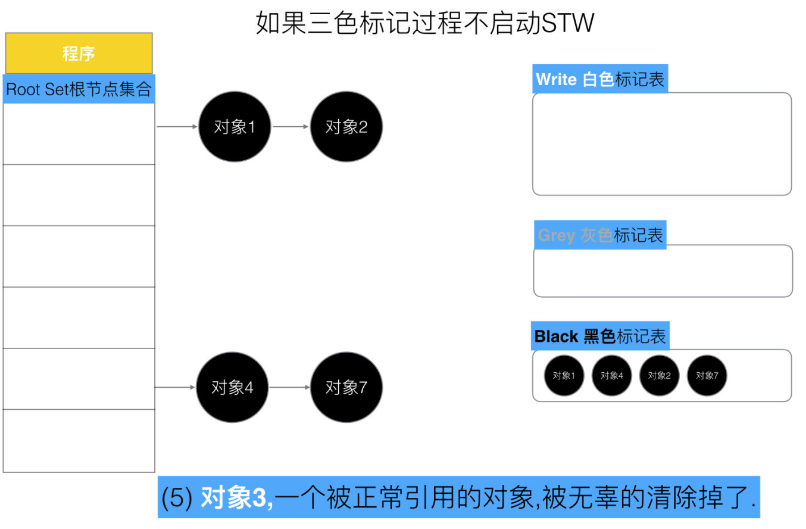 如果三色标记过程不启动STW
程序
Root Set根节点集合
对象1
对象2
对象4
对象7
Write 白色标记表
Grey 灰色标记表
Black 黑色标记表
对象1
对象4
对象2
对象7
(5) 对象3,一个被正常引用的对象,被无辜的清除掉了.